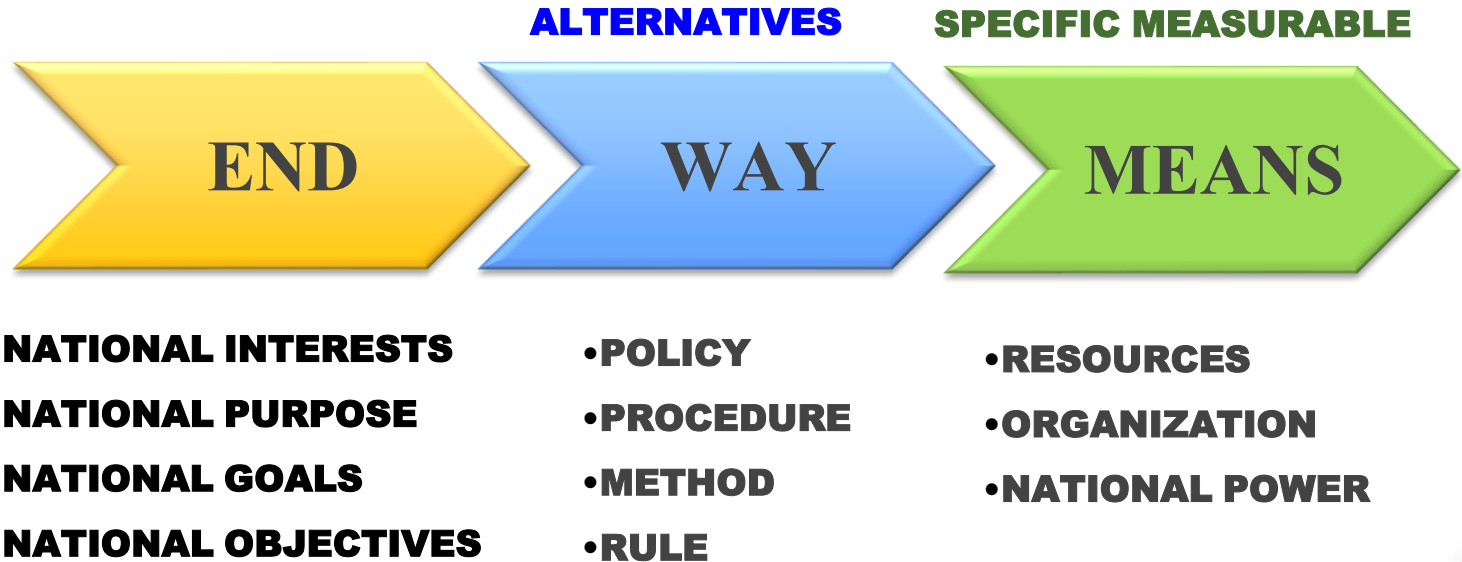 ALTERNATIVES
SPECIFIC MEASURABLE
END
WAY
MEANS
NATIONAL INTERESTS
NATIONAL PURPOSE
NATIONAL GOALS
NATIONAL OBJECTIVES
•POLICY
•PROCEDURE
•METHOD
•RULE
•RESOURCES
•ORGANIZATION
•NATIONAL POWER